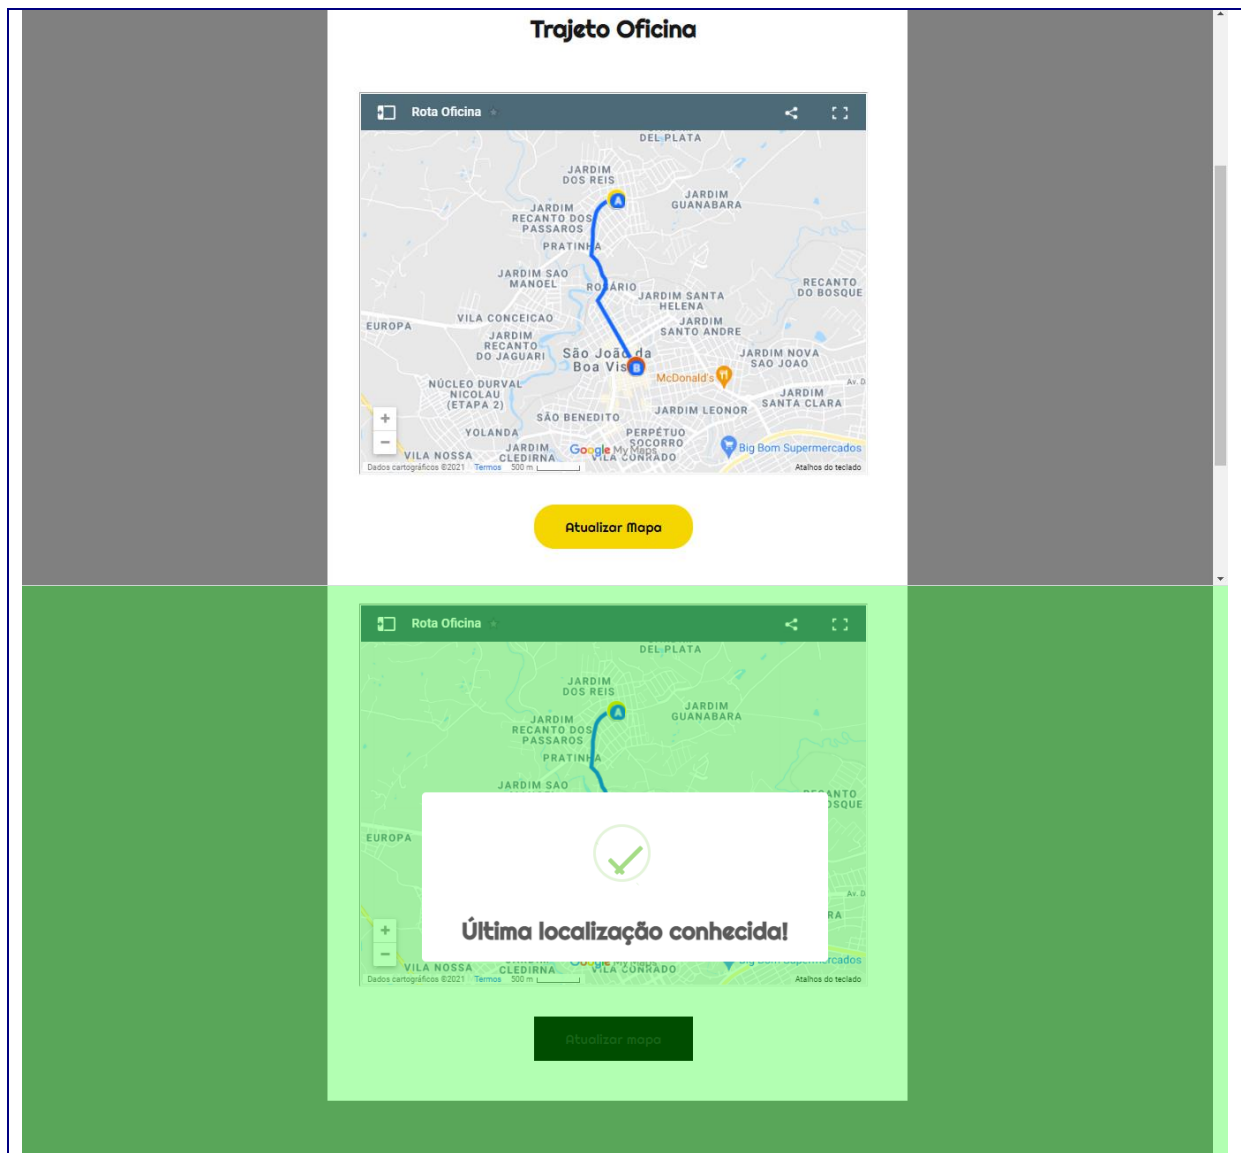 Trajeto Oficina
Rota Oficina
DEL PLATA
JARDIM
DOS REIS
A
JARDIM
GUANABARA
JARDIM
RECANTO DOS
PASSAROS
PRATINHA
JARDIM SAO
MANOEL
ROSÁRIO
RECANTO
DO BOSQUE
JARDIM SANTA
HELENA
VILA CONCEICAO
EUROPA
JARDIM
SANTO ANDRE
JARDIM
RECANTO
DO JAGUARI
São João da
Boa Vista
B
JARDIM NOVA
SAO JOAO
McDonald's
Av. D
NÚCLEO DURVAL
NICOLAU
(ETAPA 2)
JARDIM
SANTA CLARA
SÃO BENEDITO
JARDIM LEONOR
+
−
YOLANDA
PERPÉTUO
SOCORRO
JARDIM
CLEDIRNA
Google My Maps
Big Bom Supermercados
VILA NOSSA
VILA CONRADO
Dados cartográficos ©2021 Termos 500 m
Atalhos do teclado
Atualizar Mapa
Rota Oficina
DEL PLATA
JARDIM
DOS REIS
A
JARDIM
GUANABARA
JARDIM
RECANTO DOS
PASSAROS
PRATINHA
JARDIM SAO
EUROPA
Última localização conhecida!
Av. D
+
−
VILA NOSSA
CLEDIRNA
VILA CONRADO
Dados cartográficos ©2021 Termos 500 m
Atalhos do teclado
Atualizar mapa